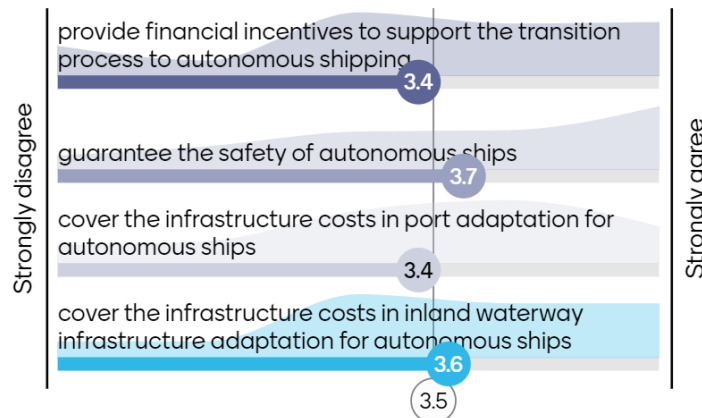 provide financial incentives to support the transition
process to autonomous shipping
3.4
guarantee the safety of autonomous ships
3.7
cover the infrastructure costs in port adaptation for
autonomous ships
3.4
cover the infrastructure costs in inland waterway
infrastructure adaptation for autonomous ships
3.6
3.5
Strongly disagree
Strongly agree